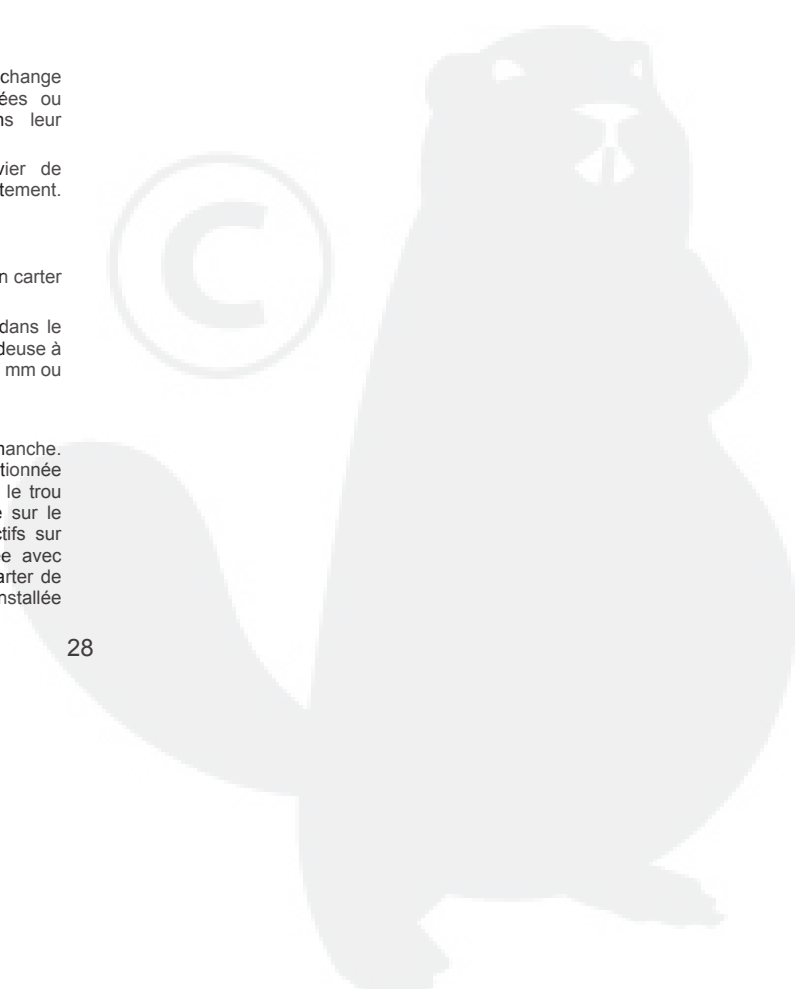 change
ées ou
ns leur
vier de
tement.
n carter
dans le
deuse à
mm ou
manche.
tionnée
le trou
e sur le
tifs sur
e avec
arter de
nstallée
28
©